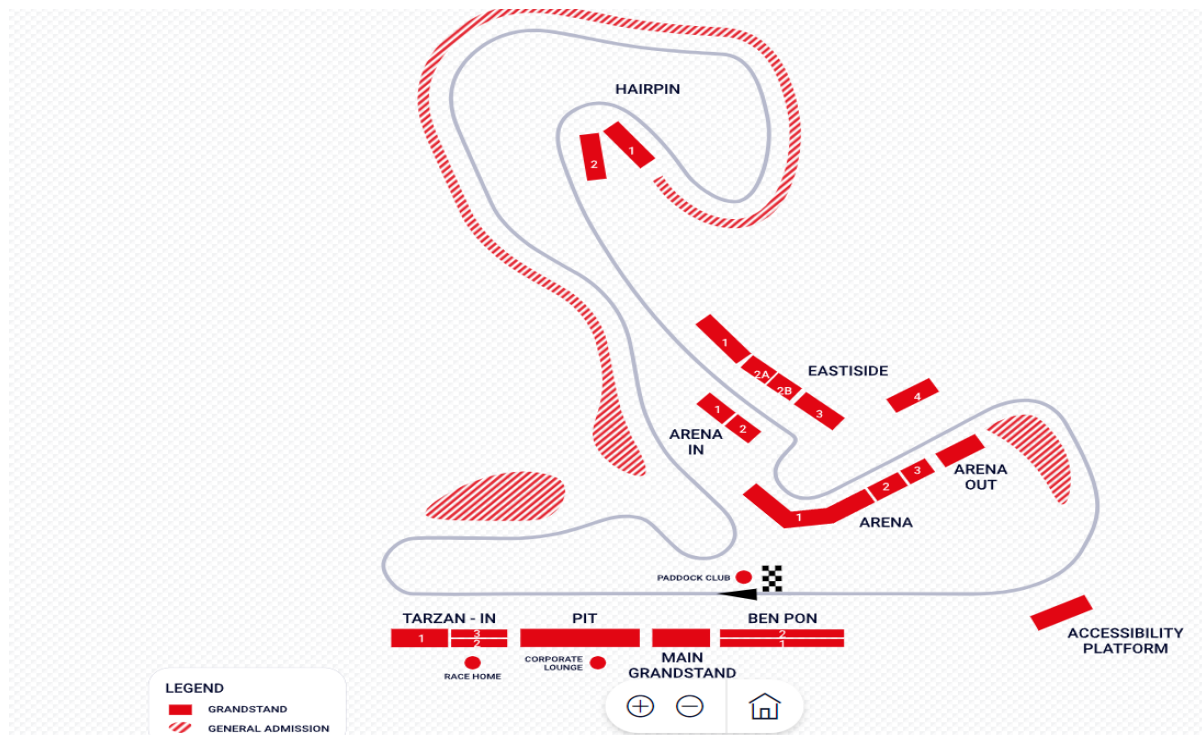 HAIRPIN
1
2
1
EASTISIDE
2A
2B
4
1
3
2
ARENA
IN
3
ARENA
OUT
2
1
ARENA
PADDOCK CLUB
TARZAN - IN
PIT
BEN PON
1
3
2
2
1
ACCESSIBILITY
PLATFORM
CORPORATE
LOUNGE
MAIN
GRANDSTAND
RACE HOME
LEGEND
GRANDSTAND
GENERAL ADMISSION